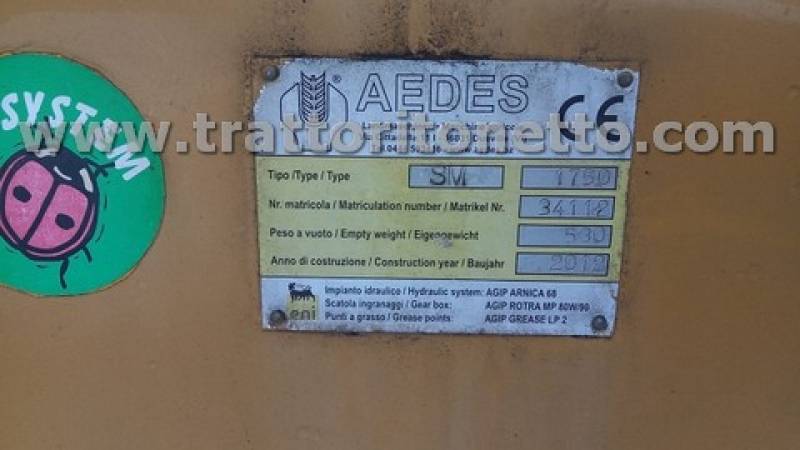 SYSTEM
AEDES
®
CE
www.trattoritonetto.com
Tipo /Type / Type SM 1750
Nr. matricola / Matriculation number / Matrikel Nr. 34112
Peso a vuoto / Empty weight / Eigengewicht 530
Anno di costruzione / Construction year / Baujahr 2012
Impianto idraulico / Hydraulic system: AGIP ARNICA 68
Scatola ingranaggi / Gear box: AGIP ROTRA MP 80W/90
Punti a grasso / Grease points: AGIP GREASE LP 2
eni